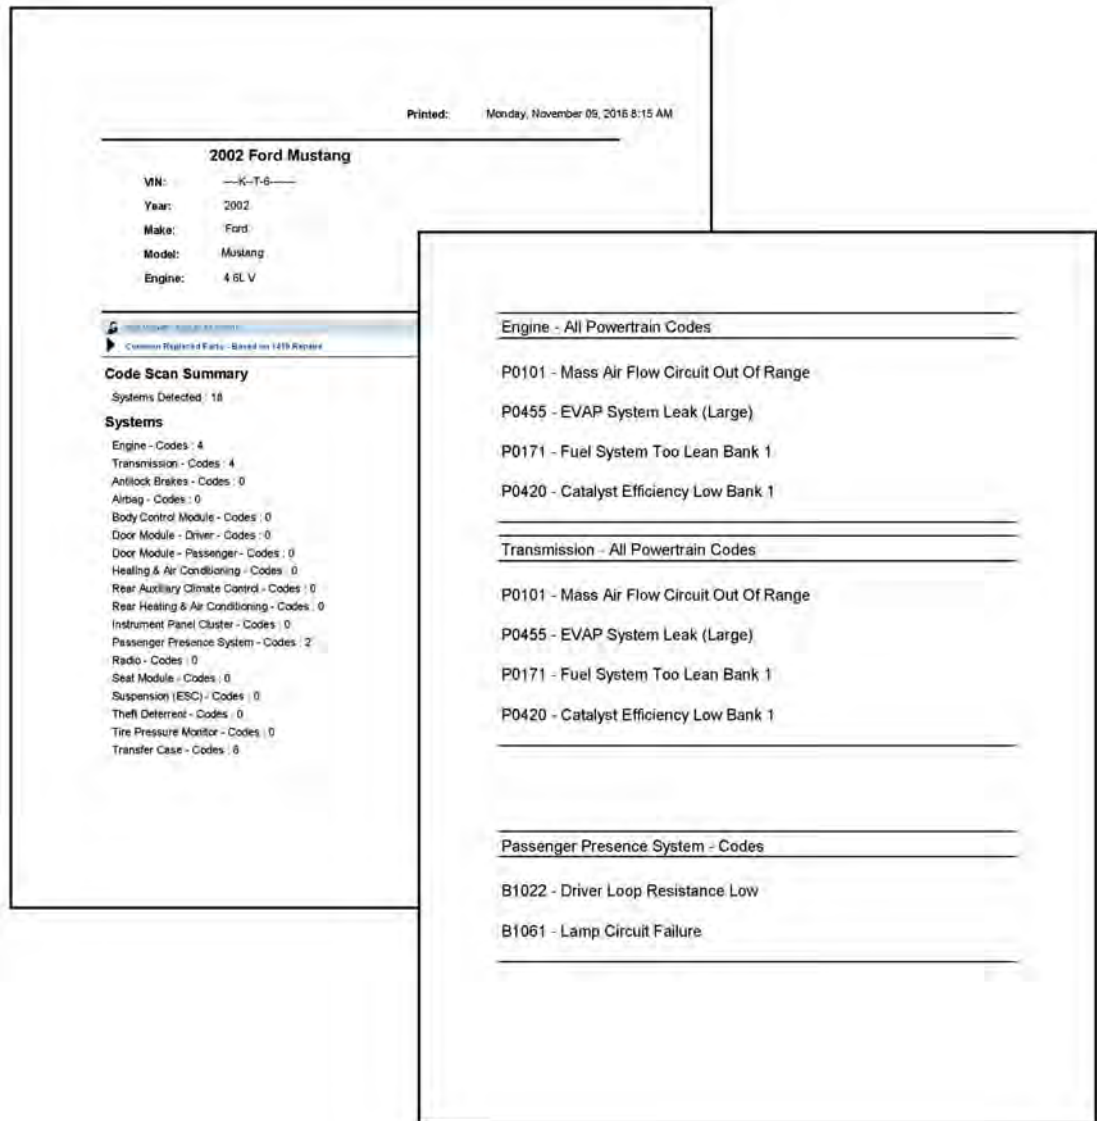 Printed: Monday, November 09, 2016 8:15 AM
2002 Ford Mustang
VIN: ----K--T-6-------
Year: 2002
Make: Ford
Model: Mustang
Engine: 4.6L V
Common Replaced Parts - Based on 1419 Repairs
Code Scan Summary
Systems Detected : 18
Systems
Engine - Codes : 4
Transmission - Codes : 4
Antilock Brakes - Codes : 0
Airbag - Codes : 0
Body Control Module - Codes : 0
Door Module - Driver - Codes : 0
Door Module - Passenger - Codes : 0
Heating & Air Conditioning - Codes : 0
Rear Auxiliary Climate Control - Codes : 0
Rear Heating & Air Conditioning - Codes : 0
Instrument Panel Cluster - Codes : 0
Passenger Presence System - Codes : 2
Radio - Codes : 0
Seat Module - Codes : 0
Suspension (ESC) - Codes : 0
Theft Deterrent - Codes : 0
Tire Pressure Monitor - Codes : 0
Transfer Case - Codes : 6
Engine - All Powertrain Codes
P0101 - Mass Air Flow Circuit Out Of Range
P0455 - EVAP System Leak (Large)
P0171 - Fuel System Too Lean Bank 1
P0420 - Catalyst Efficiency Low Bank 1
Transmission - All Powertrain Codes
P0101 - Mass Air Flow Circuit Out Of Range
P0455 - EVAP System Leak (Large)
P0171 - Fuel System Too Lean Bank 1
P0420 - Catalyst Efficiency Low Bank 1
Passenger Presence System - Codes
B1022 - Driver Loop Resistance Low
B1061 - Lamp Circuit Failure